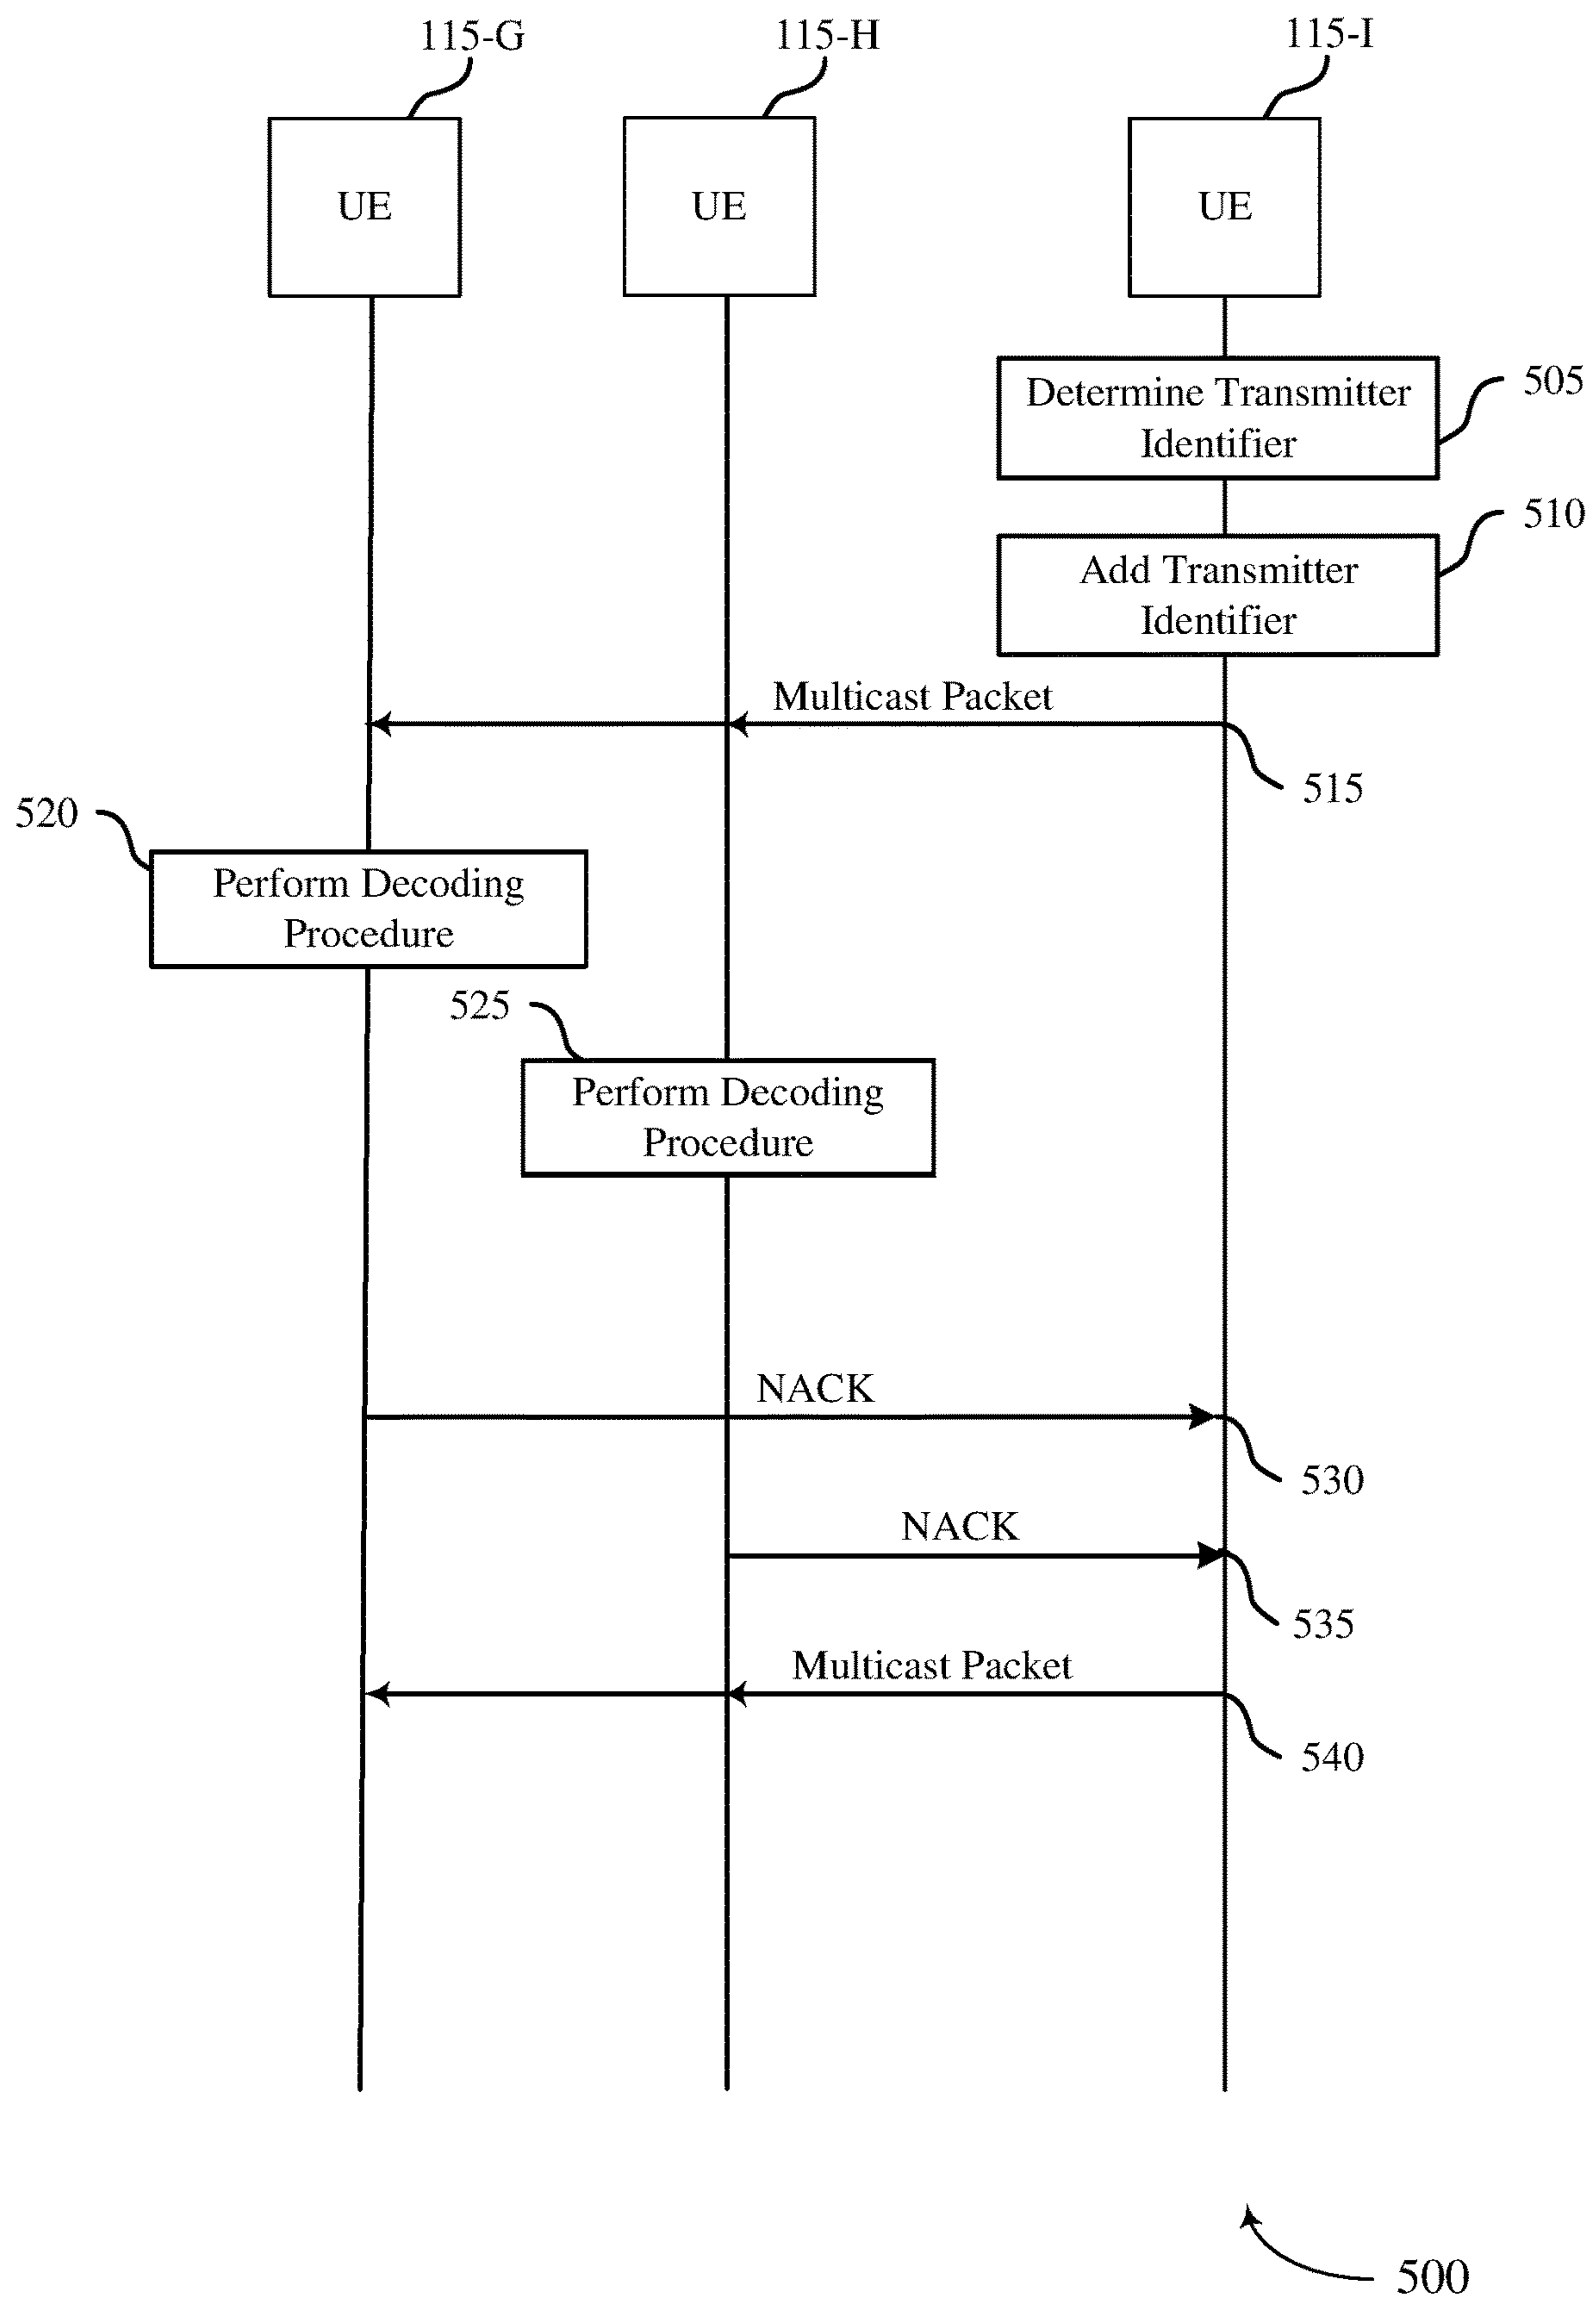 115-G
115-H
115-I
UE
UE
UE
Determine Transmitter
Identifier
505
Add Transmitter
Identifier
510
Multicast Packet
515
520
Perform Decoding
Procedure
525
Perform Decoding
Procedure
NACK
530
NACK
535
Multicast Packet
540
500